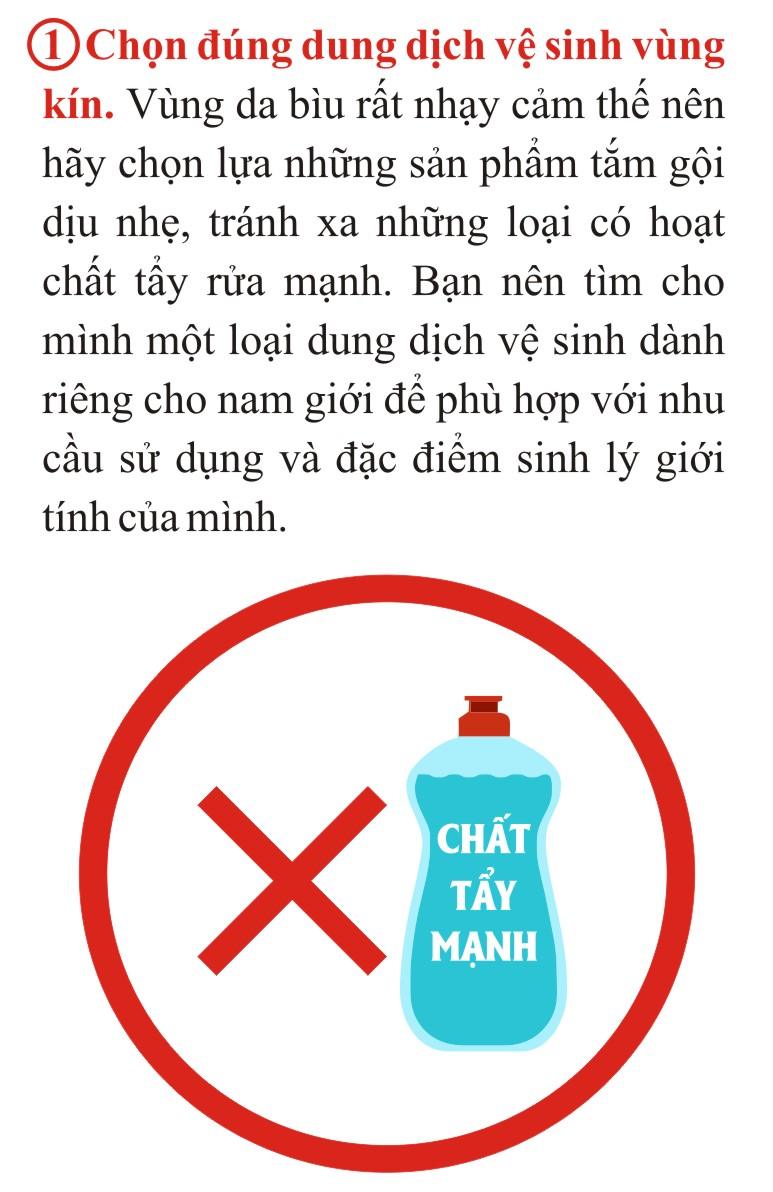 1 Chọn đúng dung dịch vệ sinh vùng
kín. Vùng da bìu rất nhạy cảm thế nên
hãy chọn lựa những sản phẩm tắm gội
dịu nhẹ, tránh xa những loại có hoạt
chất tẩy rửa mạnh. Bạn nên tìm cho
mình một loại dung dịch vệ sinh dành
riêng cho nam giới để phù hợp với nhu
cầu sử dụng và đặc điểm sinh lý giới
tính của mình.
CHẤT
TẨY
MẠNH